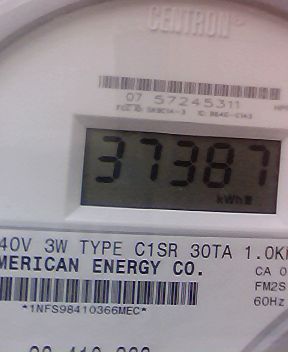 CENTRON
07 57245311
37387
kWh
40V 3W TYPE C1SR 30TA 1.0K
MERICAN ENERGY CO.
CA 0
FM2S
60Hz
*1NFS98410366MEC*